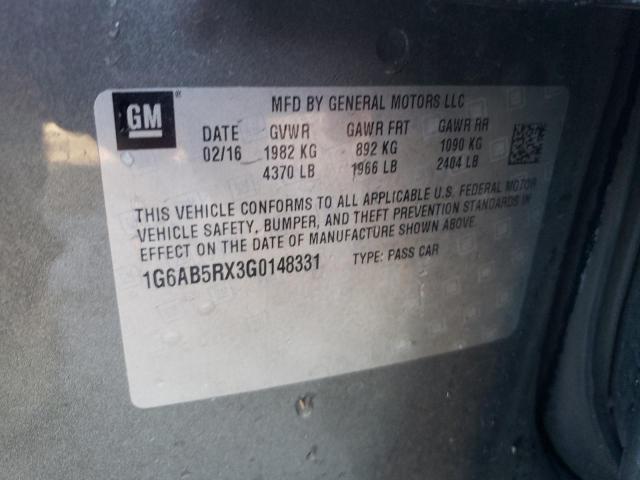 GM ®
MFD BY GENERAL MOTORS LLC
DATE GVWR GAWR FRT GAWR RR
02/16 1982 KG 892 KG 1090 KG
4370 LB 1966 LB 2404 LB
THIS VEHICLE CONFORMS TO ALL APPLICABLE U.S. FEDERAL MOTOR
VEHICLE SAFETY, BUMPER, AND THEFT PREVENTION STANDARDS IN
EFFECT ON THE DATE OF MANUFACTURE SHOWN ABOVE.
1G6AB5RX3G0148331 TYPE: PASS CAR